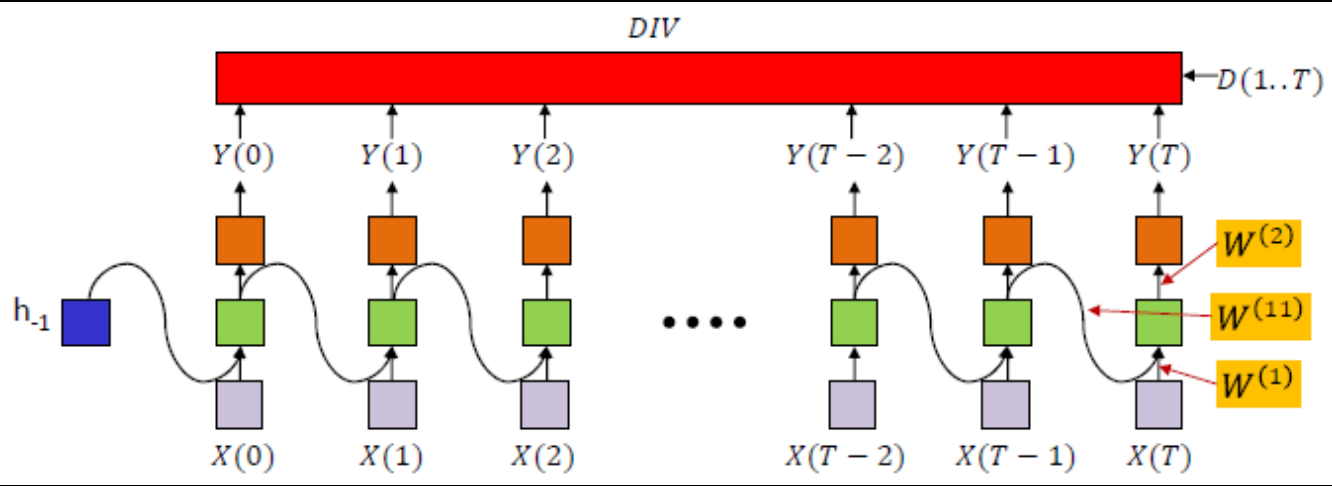 DIV
D(1..T)
Y(0) Y(1) Y(2) Y(T − 2) Y(T − 1) Y(T)
W⁽²⁾
h₋₁
W⁽¹¹⁾
W⁽¹⁾
X(0) X(1) X(2) X(T − 2) X(T − 1) X(T)